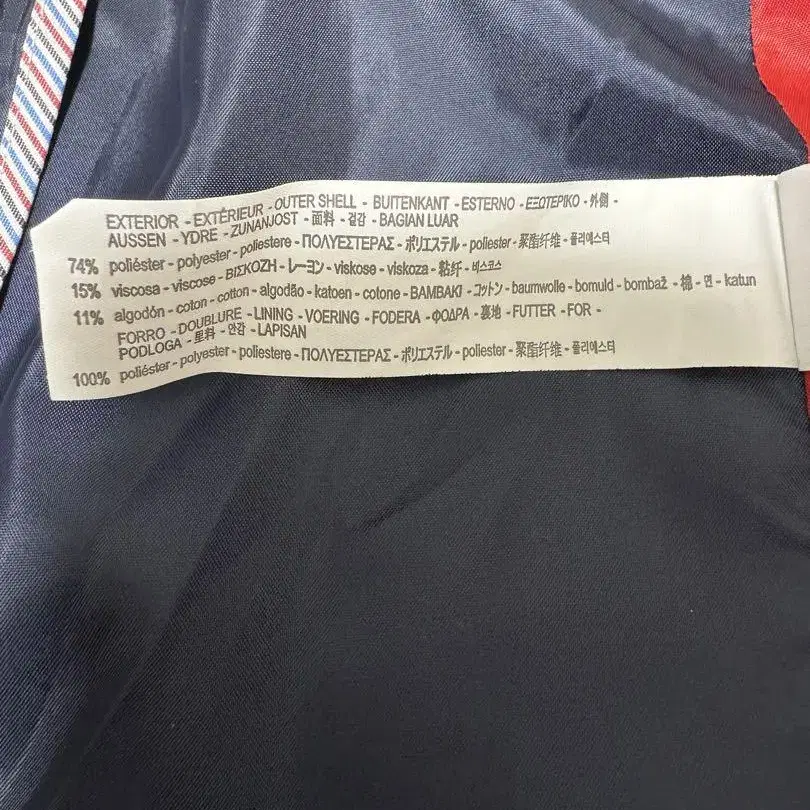 EXTERIOR - EXTÉRIEUR - OUTER SHELL - BUITENKANT - ESTERNO - ΕΞΩΤΕΡΙΚΟ - 外側 -
AUSSEN - YDRE - ZUNANJOST - 面料 - 겉감 - BAGIAN LUAR
74% poliéster - polyester - poliestere - ΠΟΛΥΕΣΤΕΡΑΣ - ポリエステル - poliester - 聚酯纤维 - 폴리에스터
15% viscosa - viscose - ΒΙΣΚΟΖΗ - レーヨン - viskose - viskoza - 粘纤 - 비스코스
11% algodón - coton - cotton - algodão - katoen - cotone - BAMBAKI - コットン - baumwolle - bomuld - bombaž - 棉 - 면 - katun
FORRO - DOUBLURE - LINING - VOERING - FODERA - ΦΟΔΡΑ - 裏地 - FUTTER - FOR -
PODLOGA - 里料 - 안감 - LAPISAN
100% poliéster - polyester - poliestere - ΠΟΛΥΕΣΤΕΡΑΣ - ポリエステル - poliester - 聚酯纤维 - 폴리에스터